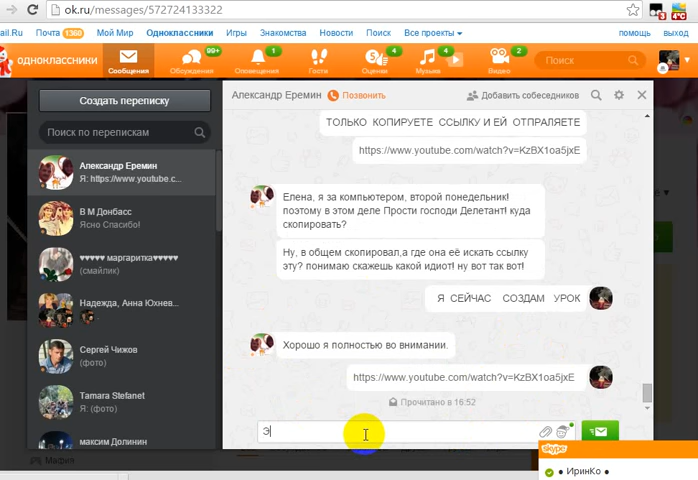 ok.ru/messages/572724133322
3
4°C
ail.Ru Почта 1360 Мой Мир Одноклассники Игры Знакомства Новости Поиск Все проекты помощь выход
одноклассники Сообщения Обсуждения 99+ Оповещения 1 Гости Оценки 4 Музыка 4 Видео 2 Поиск
Создать переписку
Поиск по перепискам
Александр Еремин
Я: https://www.youtube.c...
В М Донбасс
Ясно Спасибо!
♥♥♥♥♥ маргаритка♥♥♥♥♥
(смайлик)
Надежда, Анна Юхнев...
Сергей Чижов
(фото)
Tamara Stefanet
Я: (фото)
максим Долинин
Мафия
Александр Еремин Позвонить Добавить собеседников
ТОЛЬКО КОПИРУЕТЕ ССЫЛКУ И ЕЙ ОТПРАЛЯЕТЕ
https://www.youtube.com/watch?v=KzBX1oa5jxE
Елена, я за компьютером, второй понедельник!
поэтому в этом деле Прости господи Делетант! куда
скопировать?
Ну, в общем скопировал,а где она её искать ссылку
эту? понимаю скажешь какой идиот! ну вот так вот!
Я СЕЙЧАС СОЗДАМ УРОК
Хорошо я полностью во внимании.
https://www.youtube.com/watch?v=KzBX1oa5jxE
Прочитано в 16:52
Э
skype
● ИринКо ●